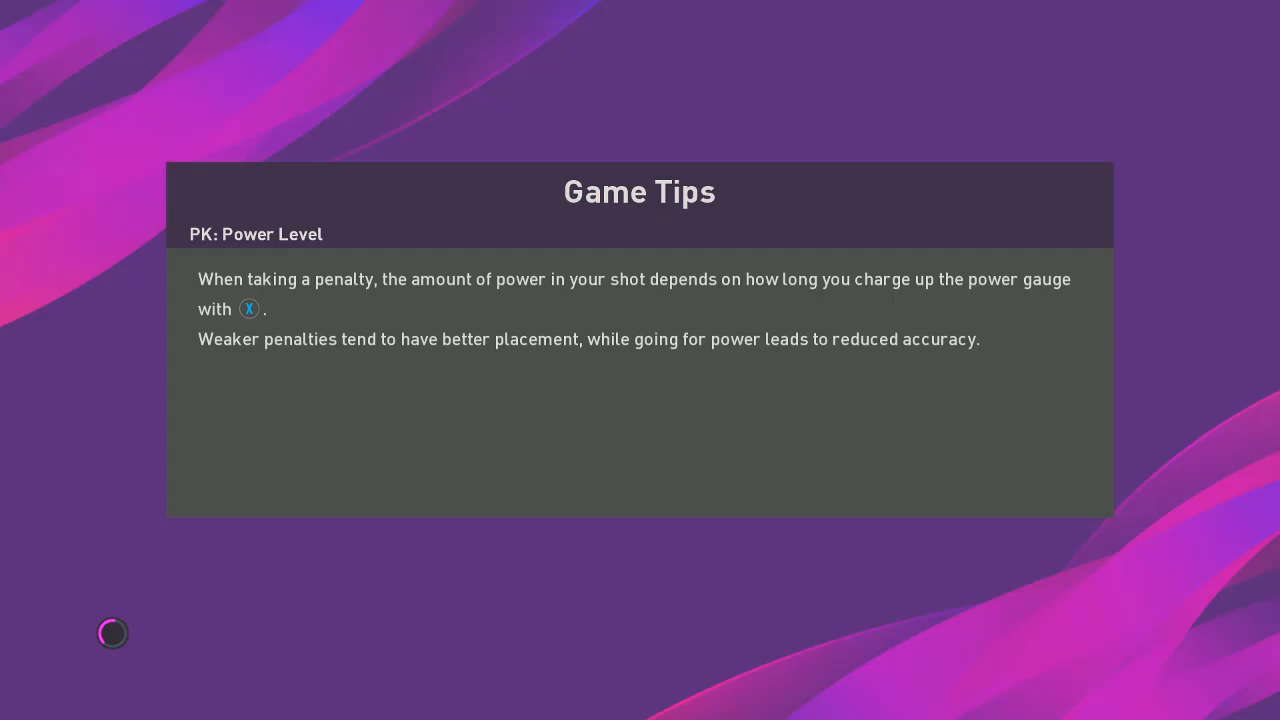 Game Tips
PK: Power Level
When taking a penalty, the amount of power in your shot depends on how long you charge up the power gauge
with X .
Weaker penalties tend to have better placement, while going for power leads to reduced accuracy.